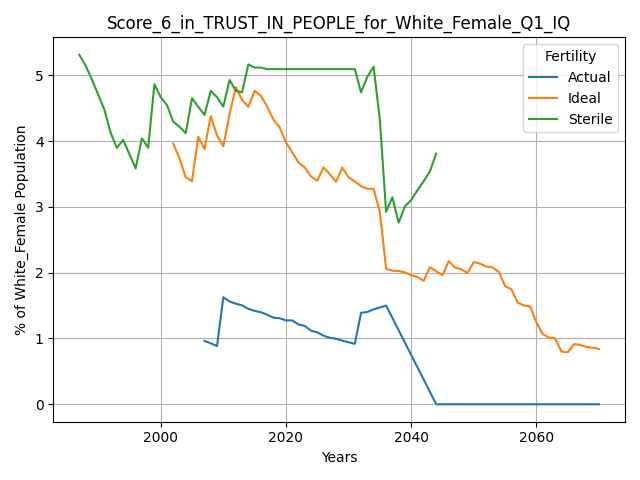 Score_6_in_TRUST_IN_PEOPLE_for_White_Female_Q1_IQ
Fertility
Actual
Ideal
Sterile
% of White_Female Population
5
4
3
2
1
0
2000
2020
2040
2060
Years